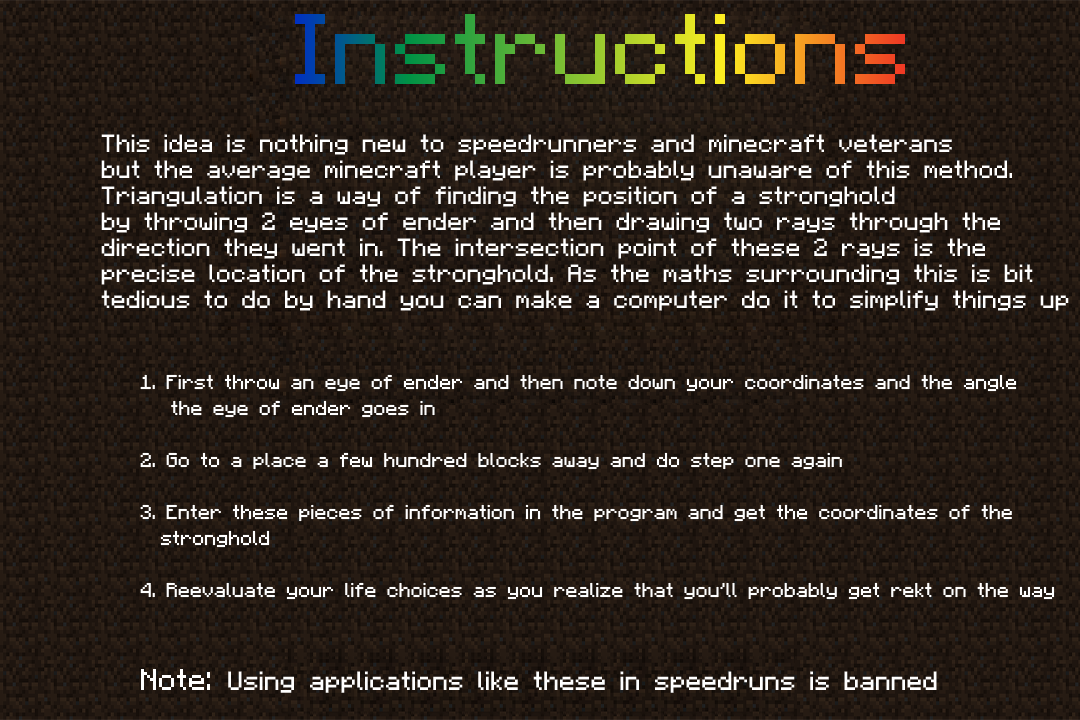 Instructions
This idea is nothing new to speedrunners and minecraft veterans
but the average minecraft player is probably unaware of this method.
Triangulation is a way of finding the position of a stronghold
by throwing 2 eyes of ender and then drawing two rays through the
direction they went in. The intersection point of these 2 rays is the
precise location of the stronghold. As the maths surrounding this is bit
tedious to do by hand you can make a computer do it to simplify things up
1. First throw an eye of ender and then note down your coordinates and the angle
the eye of ender goes in
2. Go to a place a few hundred blocks away and do step one again
3. Enter these pieces of information in the program and get the coordinates of the
stronghold
4. Reevaluate your life choices as you realize that you'll probably get rekt on the way
Note: Using applications like these in speedruns is banned